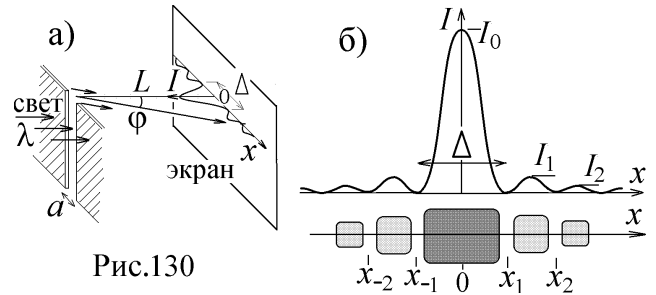 а)
L
I
Δ
0
свет
λ
φ
x
экран
a
Рис.130
б)
I
I₀
Δ
I₁
I₂
x
x
x₋₂
x₋₁
0
x₁
x₂